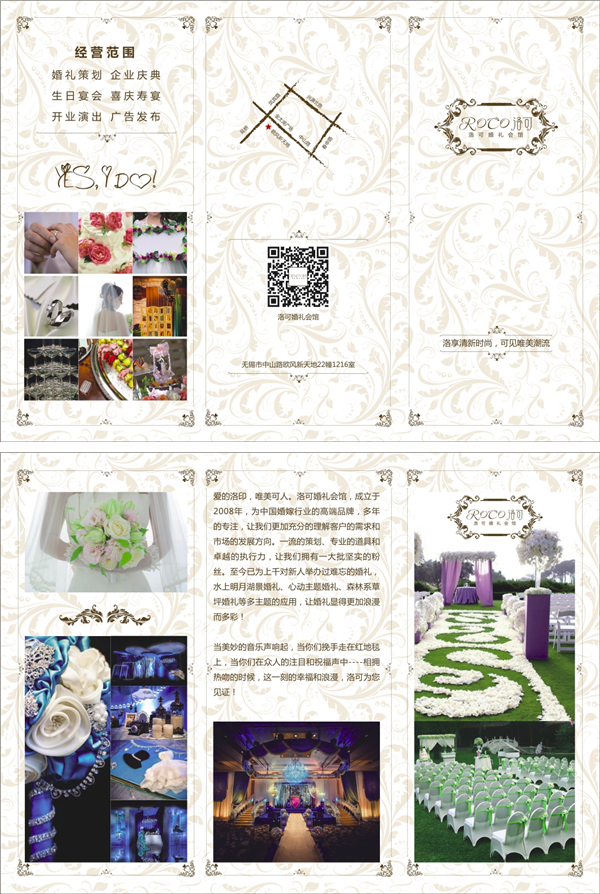 经营范围
婚礼策划 企业庆典
生日宴会 喜庆寿宴
开业演出 广告发布
YES, I DO!
中山路
洛可婚礼会馆
无锡市中山路欧风新天地22幢1216室
ROCO洛可
洛可婚礼会馆
洛享清新时尚，可见唯美潮流
爱的洛印，唯美可人。洛可婚礼会馆，成立于
2008年，为中国婚嫁行业的高端品牌，多年
的专注，让我们更加充分的理解客户的需求和
市场的发展方向。一流的策划、专业的道具和
卓越的执行力，让我们拥有一大批坚实的粉
丝。至今已为上千对新人举办过难忘的婚礼，
水上明月湖景婚礼、心动主题婚礼、森林系草
坪婚礼等多主题的应用，让婚礼显得更加浪漫
而多彩！
当美妙的音乐声响起，当你们挽手走在红地毯
上，当你们在众人的注目和祝福声中----相拥
热吻的时候，这一刻的幸福和浪漫，洛可为您
见证！
ROCO洛可
洛可婚礼会馆